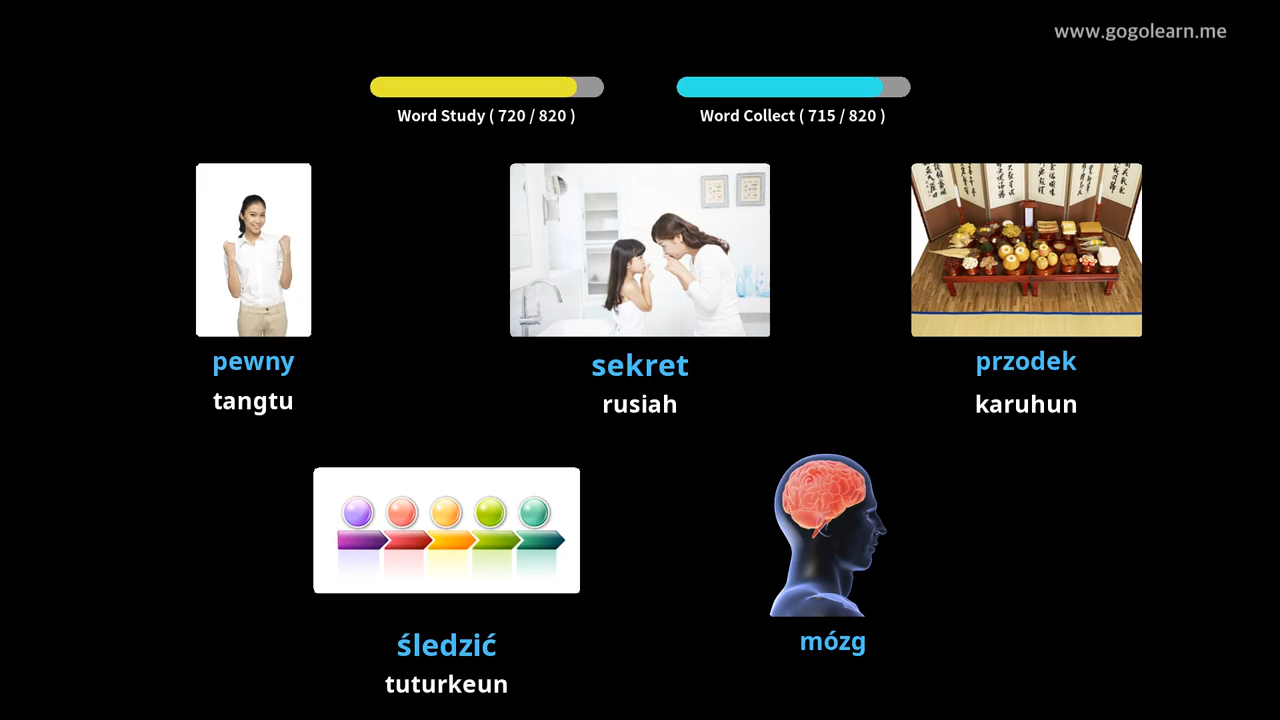 www.gogolearn.me
Word Study ( 720 / 820 )
Word Collect ( 715 / 820 )
pewny
tangtu
sekret
rusiah
przodek
karuhun
śledzić
tuturkeun
mózg